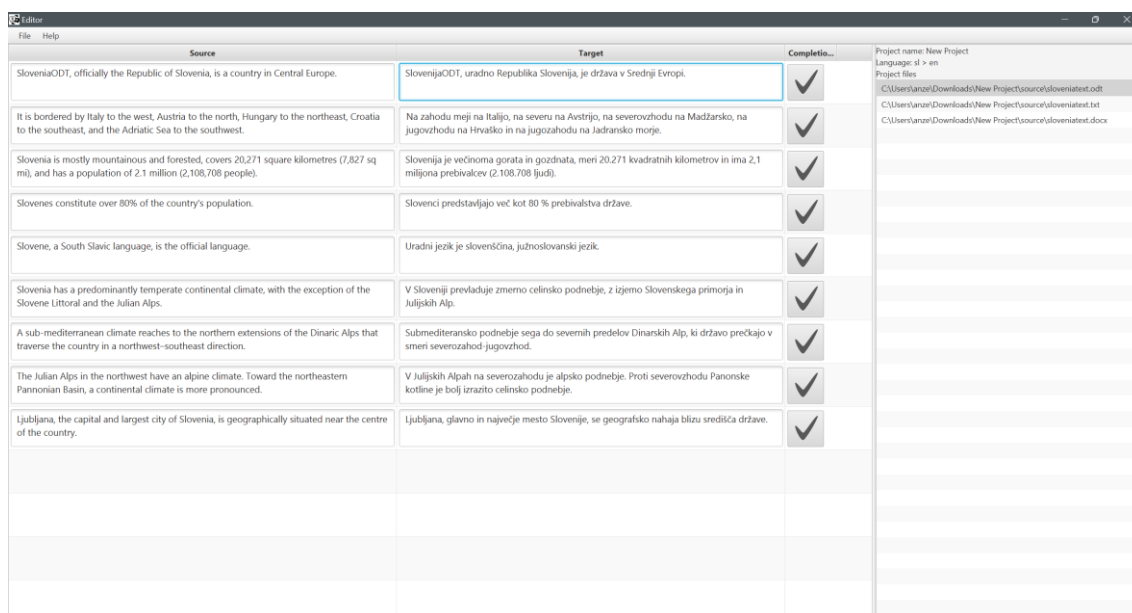 Editor
File Help
Source Target Completio...
SloveniaODT, officially the Republic of Slovenia, is a country in Central Europe.
SlovenijaODT, uradno Republika Slovenija, je država v Srednji Evropi.
It is bordered by Italy to the west, Austria to the north, Hungary to the northeast, Croatia
to the southeast, and the Adriatic Sea to the southwest.
Na zahodu meji na Italijo, na severu na Avstrijo, na severovzhodu na Madžarsko, na
jugovzhodu na Hrvaško in na jugozahodu na Jadransko morje.
Slovenia is mostly mountainous and forested, covers 20,271 square kilometres (7,827 sq
mi), and has a population of 2.1 million (2,108,708 people).
Slovenija je večinoma gorata in gozdnata, meri 20.271 kvadratnih kilometrov in ima 2,1
milijona prebivalcev (2.108.708 ljudi).
Slovenes constitute over 80% of the country's population.
Slovenci predstavljajo več kot 80 % prebivalstva države.
Slovene, a South Slavic language, is the official language.
Uradni jezik je slovenščina, južnoslovanski jezik.
Slovenia has a predominantly temperate continental climate, with the exception of the
Slovene Littoral and the Julian Alps.
V Sloveniji prevladuje zmerno celinsko podnebje, z izjemo Slovenskega primorja in
Julijskih Alp.
A sub-mediterranean climate reaches to the northern extensions of the Dinaric Alps that
traverse the country in a northwest–southeast direction.
Submediteransko podnebje sega do severnih predelov Dinarskih Alp, ki državo prečkajo v
smeri severozahod-jugovzhod.
The Julian Alps in the northwest have an alpine climate. Toward the northeastern
Pannonian Basin, a continental climate is more pronounced.
V Julijskih Alpah na severozahodu je alpsko podnebje. Proti severovzhodu Panonske
kotline je bolj izrazito celinsko podnebje.
Ljubljana, the capital and largest city of Slovenia, is geographically situated near the centre
of the country.
Ljubljana, glavno in največje mesto Slovenije, se geografsko nahaja blizu središča države.
Project name: New Project
Language: sl > en
Project files
C:\Users\anze\Downloads\New Project\source\sloveniatext.odt
C:\Users\anze\Downloads\New Project\source\sloveniatext.txt
C:\Users\anze\Downloads\New Project\source\sloveniatext.docx